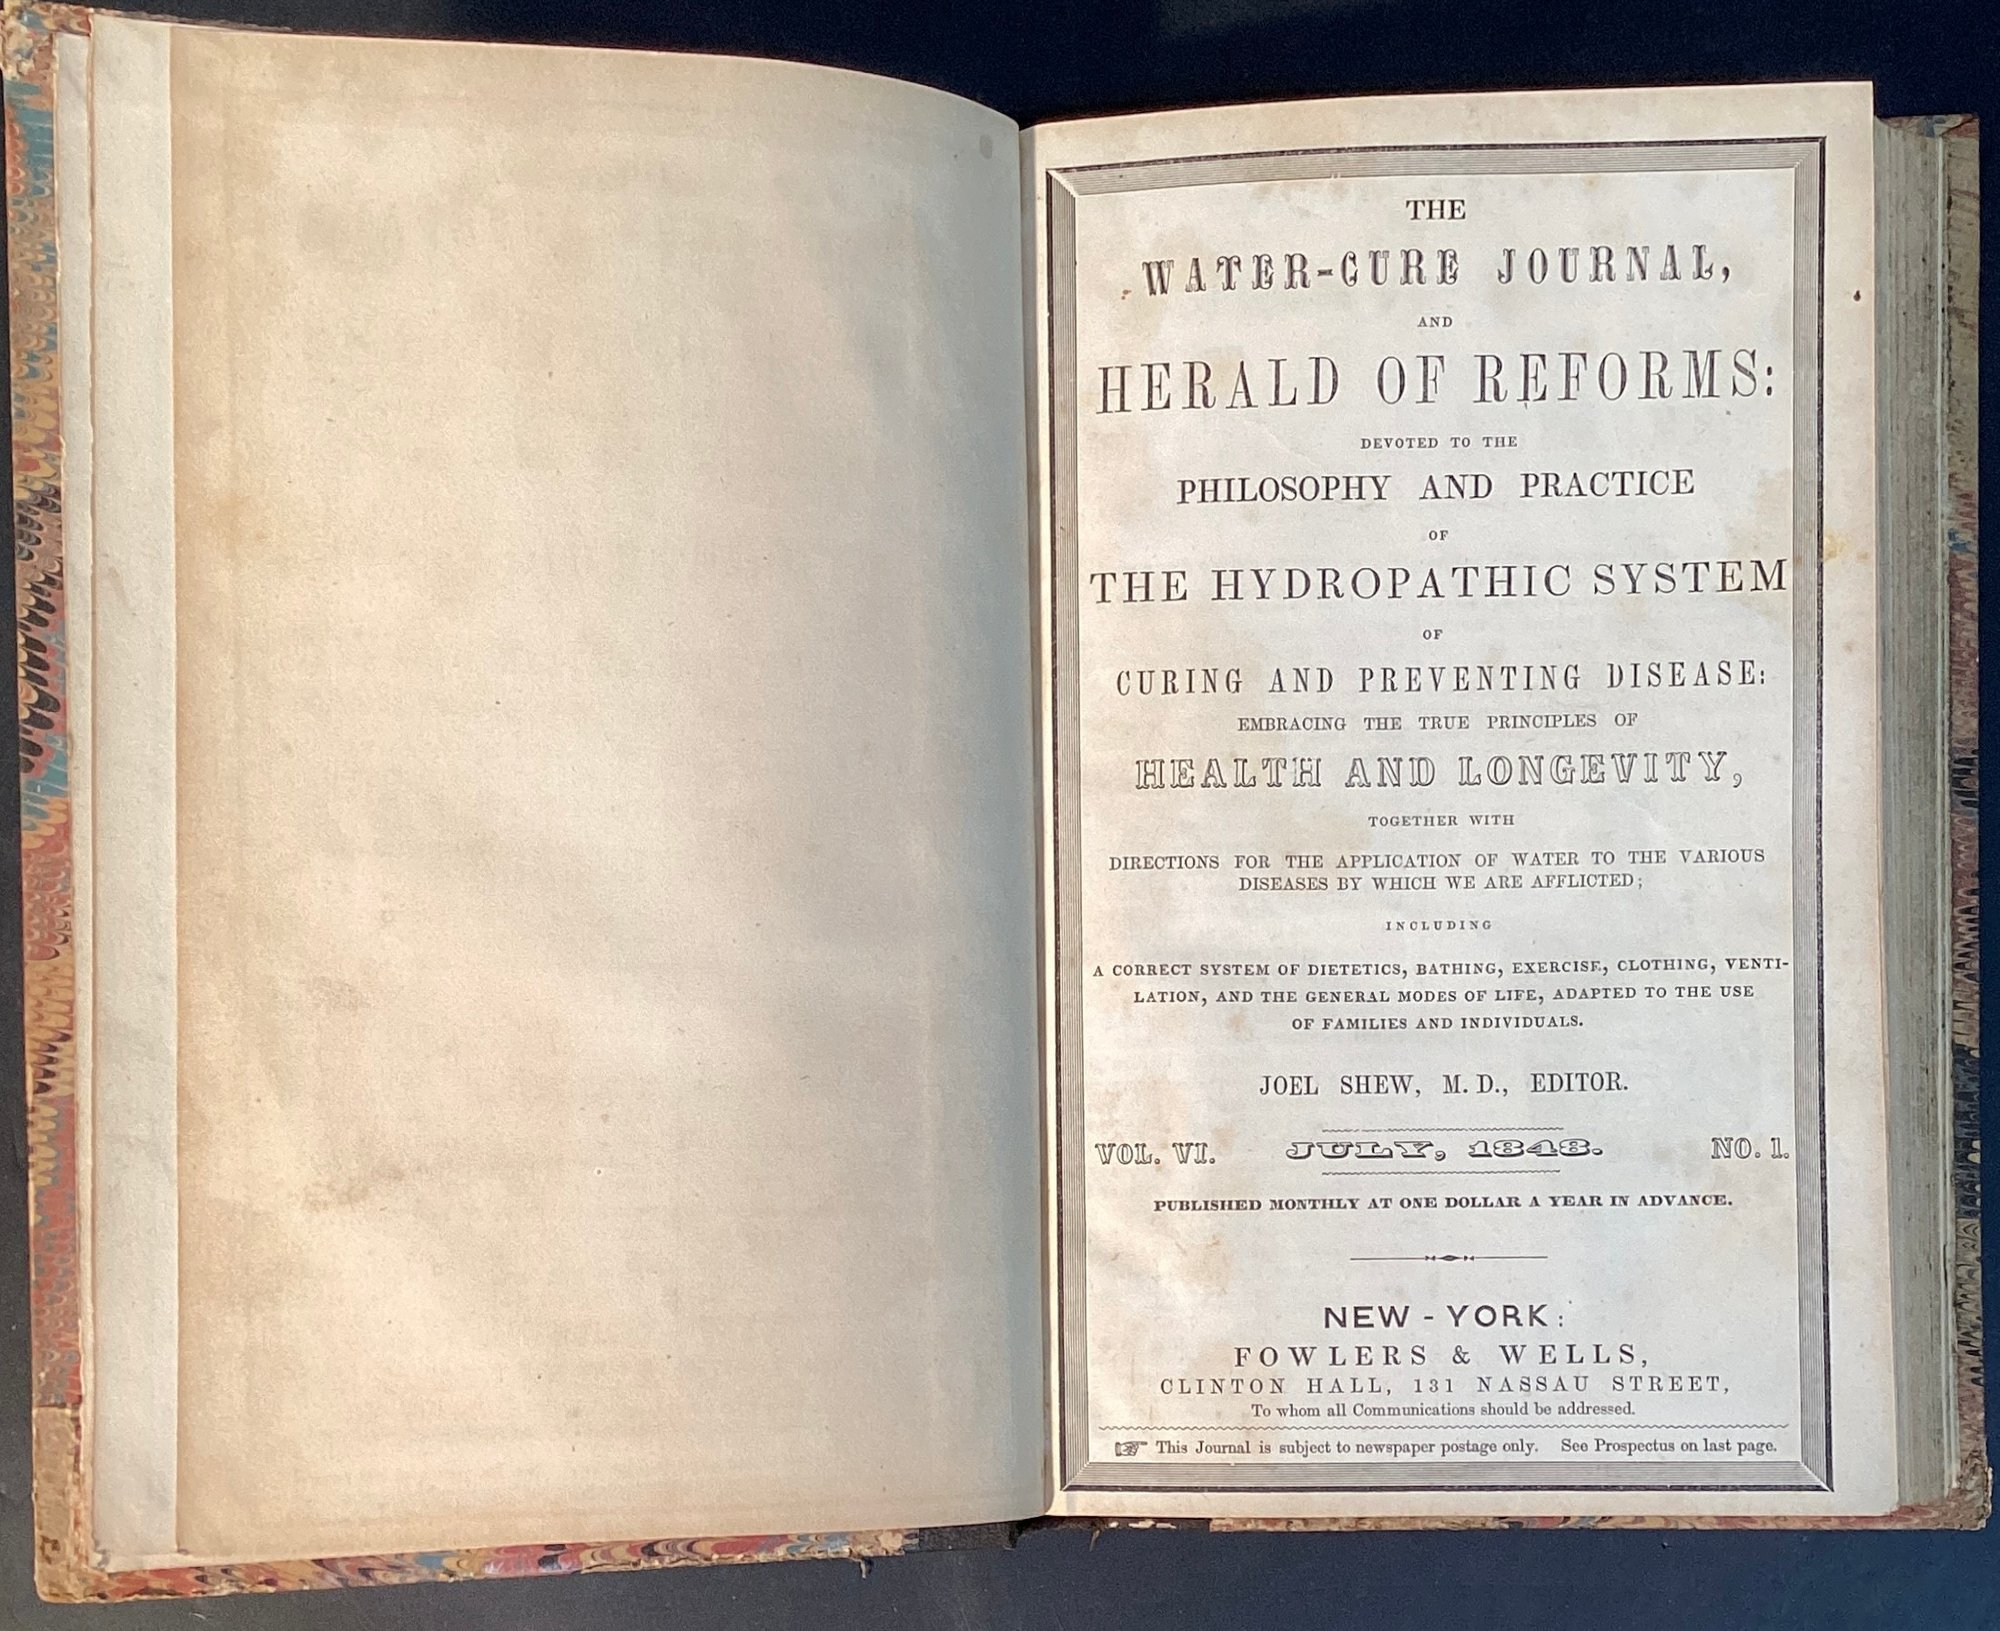 THE
WATER-CURE JOURNAL,
AND
HERALD OF REFORMS:
DEVOTED TO THE
PHILOSOPHY AND PRACTICE
OF
THE HYDROPATHIC SYSTEM
OF
CURING AND PREVENTING DISEASE:
EMBRACING THE TRUE PRINCIPLES OF
HEALTH AND LONGEVITY,
TOGETHER WITH
DIRECTIONS FOR THE APPLICATION OF WATER TO THE VARIOUS
DISEASES BY WHICH WE ARE AFFLICTED;
INCLUDING
A CORRECT SYSTEM OF DIETETICS, BATHING, EXERCISE, CLOTHING, VENTI-
LATION, AND THE GENERAL MODES OF LIFE, ADAPTED TO THE USE
OF FAMILIES AND INDIVIDUALS.
JOEL SHEW, M. D., EDITOR.
VOL. VI. JULY, 1848. NO. 1.
PUBLISHED MONTHLY AT ONE DOLLAR A YEAR IN ADVANCE.
NEW-YORK:
FOWLERS & WELLS,
CLINTON HALL, 131 NASSAU STREET,
To whom all Communications should be addressed.
☞ This Journal is subject to newspaper postage only. See Prospectus on last page.